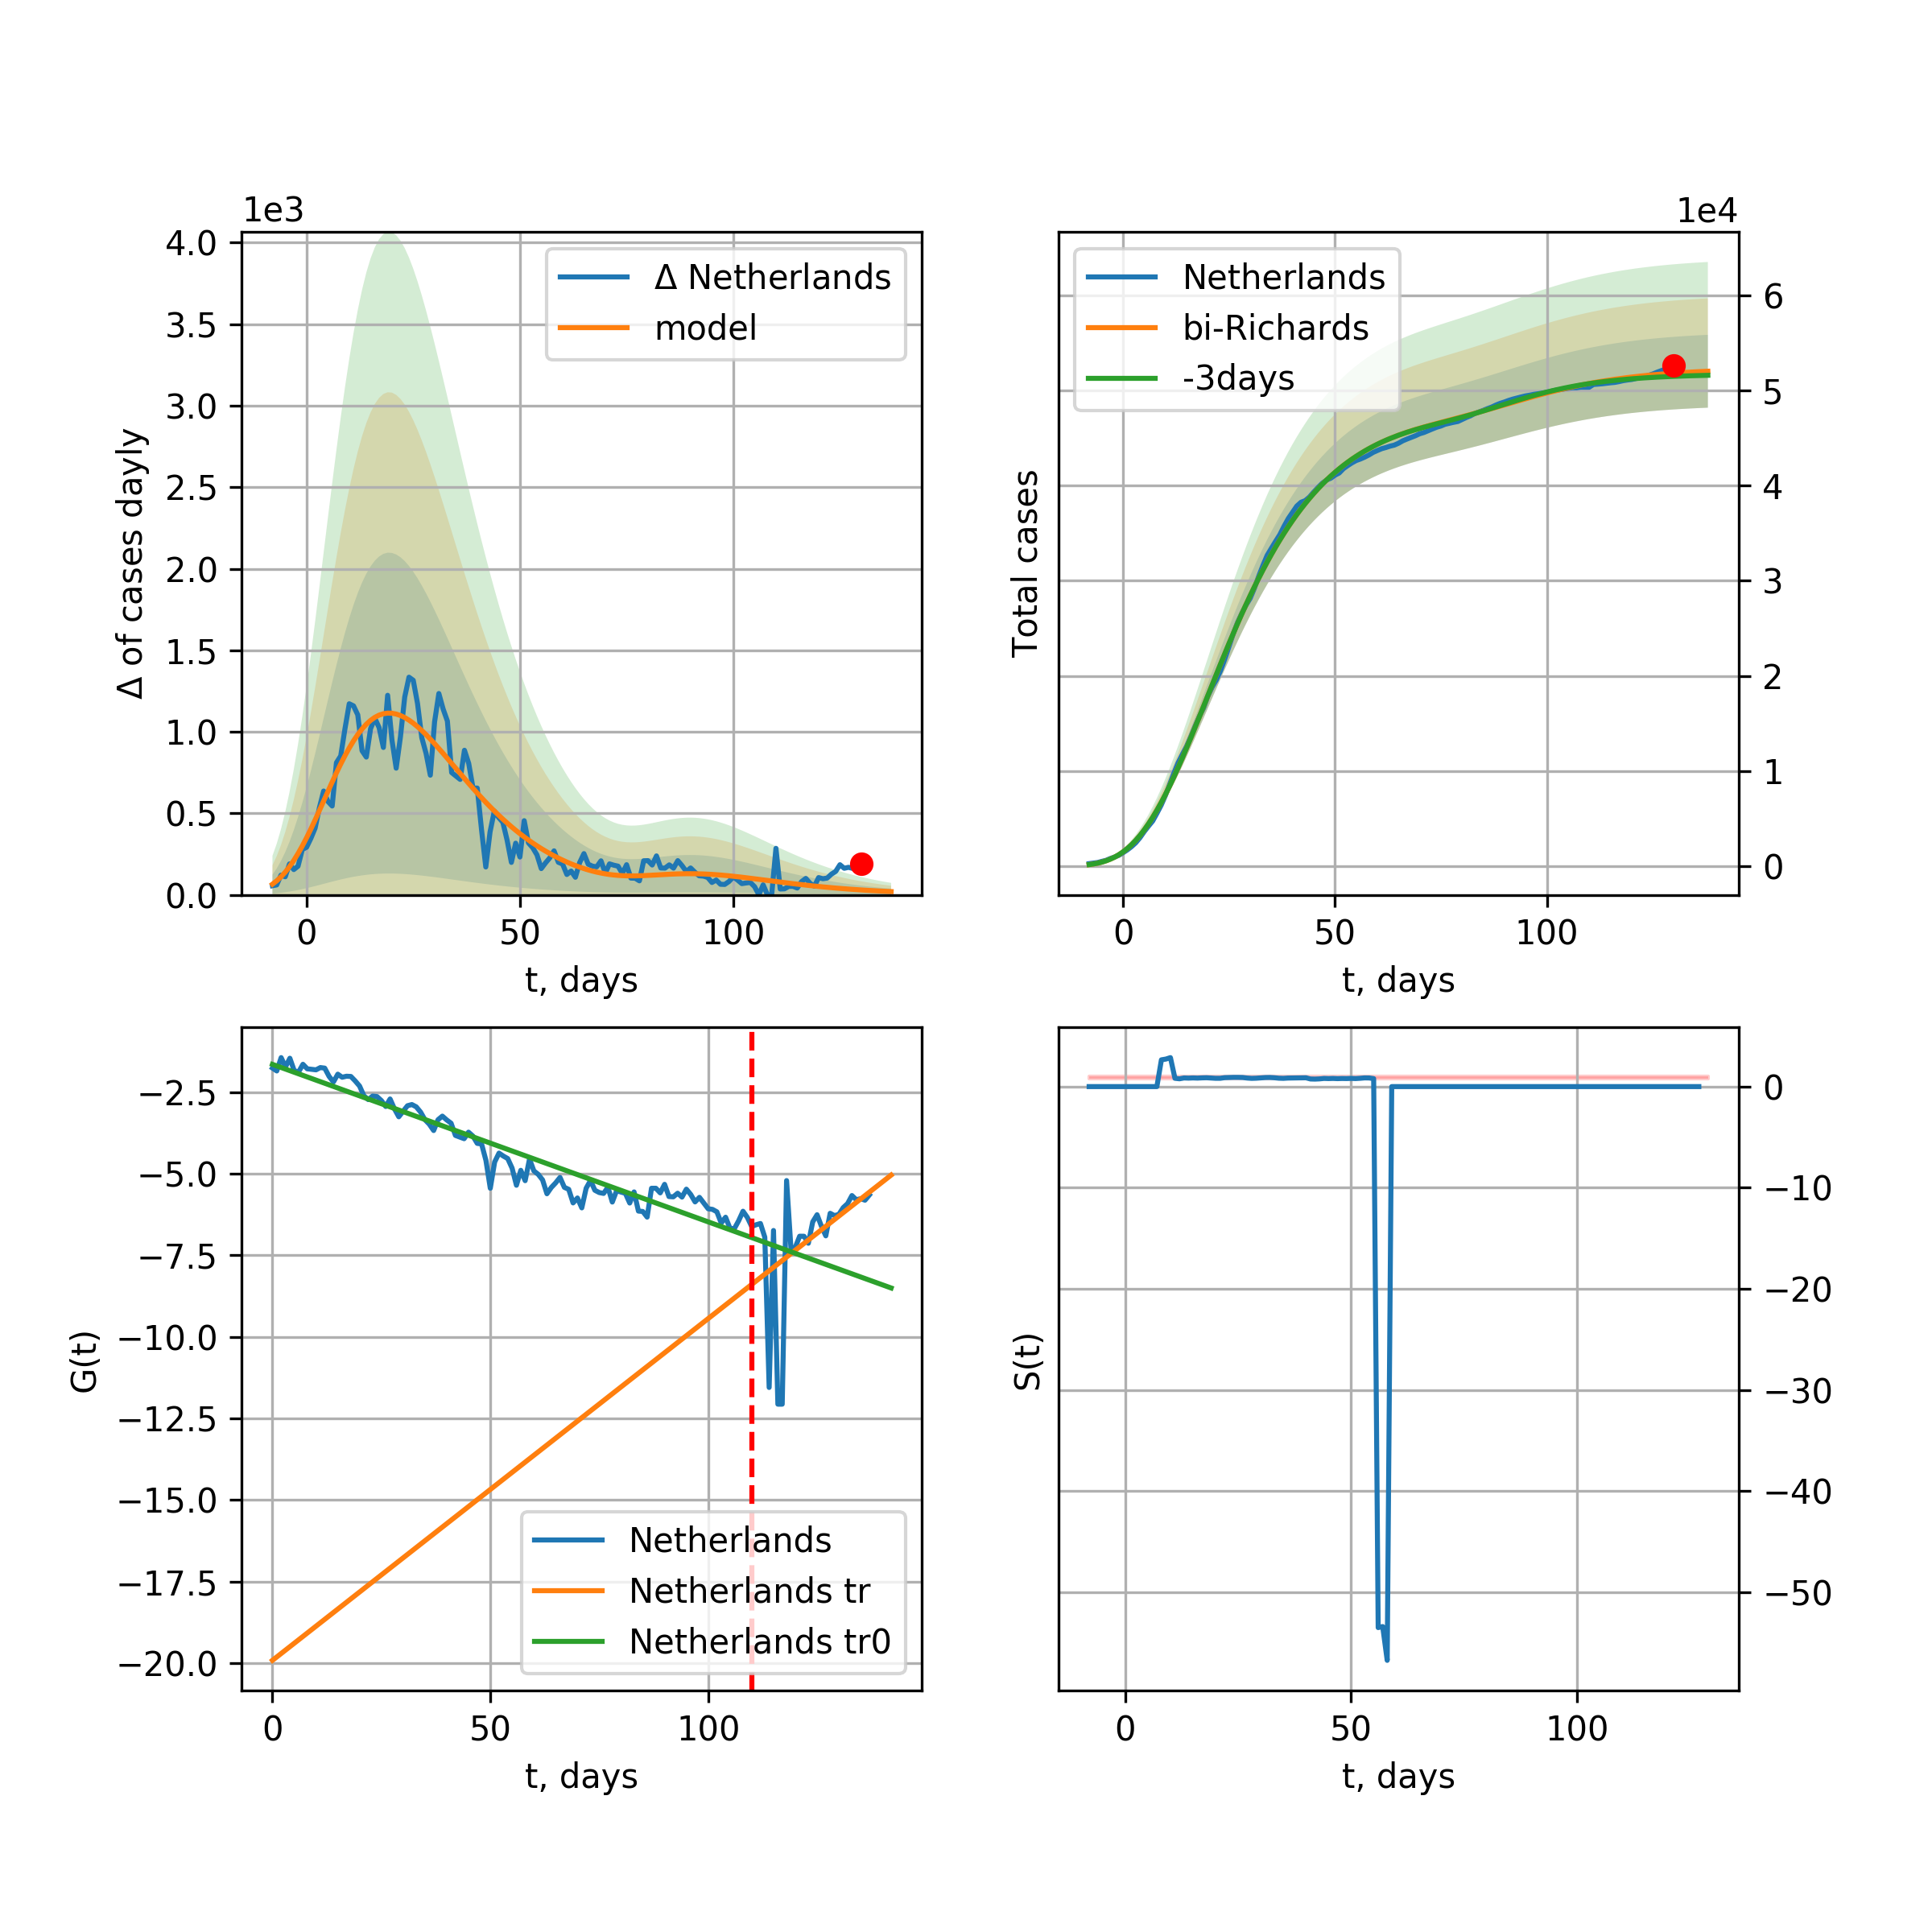 1e3
4.0
3.5
3.0
2.5
2.0
1.5
1.0
0.5
0.0
Δ of cases dayly
Δ Netherlands
model
0 50 100
t, days
1e4
6
5
4
3
2
1
0
Total cases
Netherlands
bi-Richards
-3days
0 50 100
t, days
−2.5
−5.0
−7.5
−10.0
−12.5
−15.0
−17.5
−20.0
G(t)
Netherlands
Netherlands tr
Netherlands tr0
0 50 100
t, days
0
−10
−20
−30
−40
−50
S(t)
0 50 100
t, days